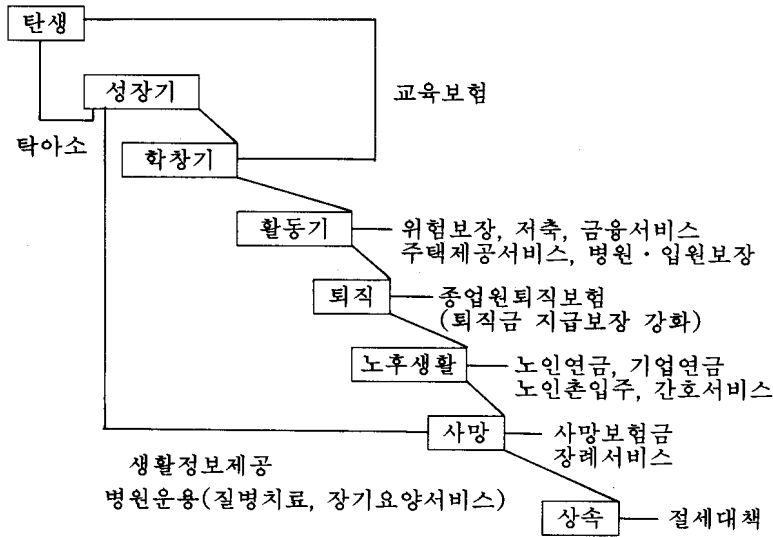 탄생
성장기
교육보험
탁아소
학창기
활동기
위험보장, 저축, 금융서비스
주택제공서비스, 병원·입원보장
퇴직
종업원퇴직보험
(퇴직금 지급보장 강화)
노후생활
노인연금, 기업연금
노인촌입주, 간호서비스
사망
사망보험금
장례서비스
생활정보제공
병원운용(질병치료, 장기요양서비스)
상속
절세대책